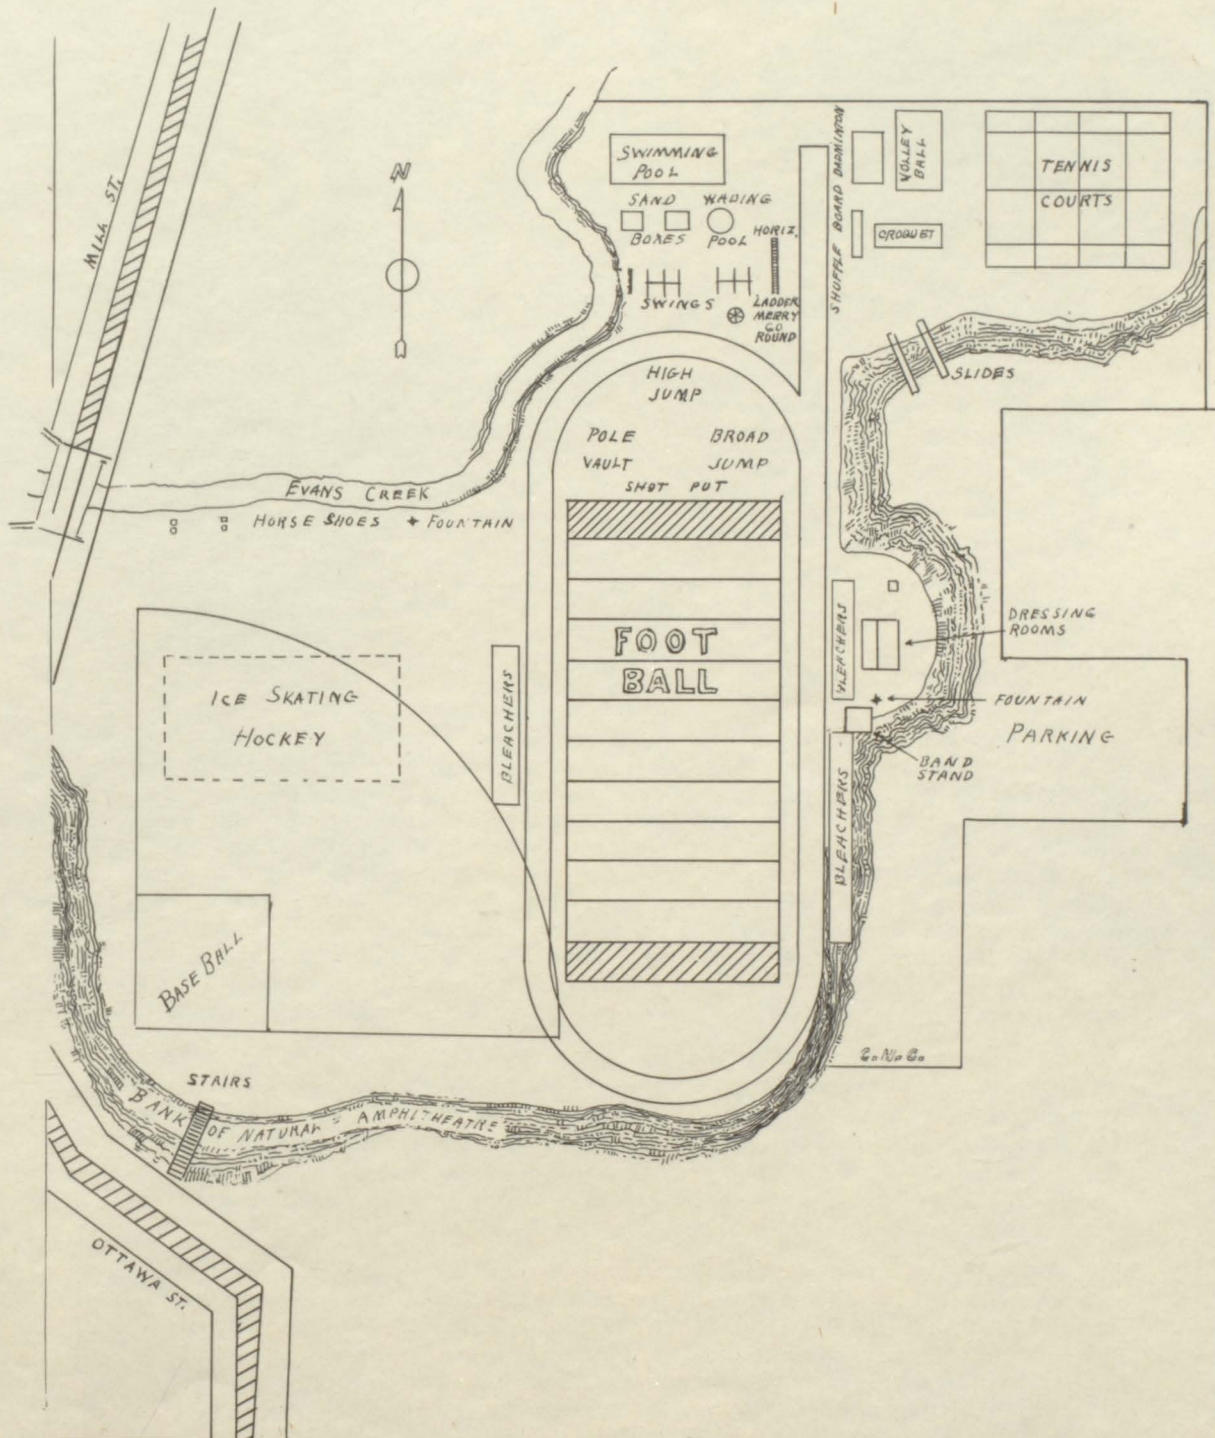 MILL ST.
N
SWIMMING
POOL
SAND
BOXES
WADING
POOL
HORIZ.
LADDER
SWINGS
MERRY
GO
ROUND
SHUFFLE BOARD
BADMINTON
VOLLEY
BALL
CROQUET
TENNIS
COURTS
SLIDES
HIGH
JUMP
POLE
VAULT
BROAD
JUMP
SHOT PUT
EVANS CREEK
HORSE SHOES
FOUNTAIN
FOOT
BALL
ICE SKATING
HOCKEY
BLEACHERS
BLEACHERS
DRESSING
ROOMS
FOUNTAIN
PARKING
BAND
STAND
BLEACHERS
BASE BALL
STAIRS
BANK OF NATURAL AMPHITHEATRE
OTTAWA ST.